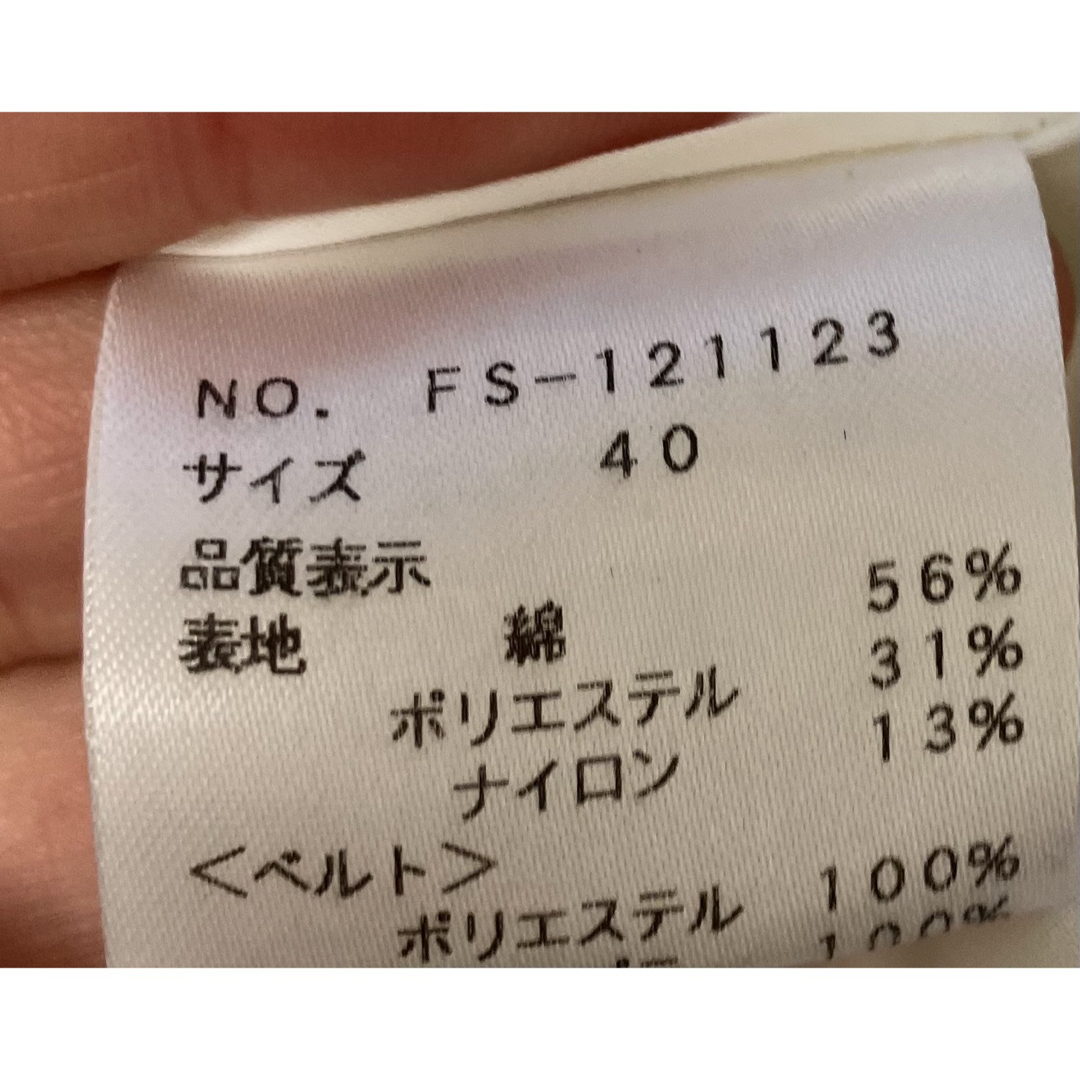 NO. FS-121123
サイズ 40
品質表示
表地 綿 56%
ポリエステル 31%
ナイロン 13%
<ベルト>
ポリエステル 100%
100%